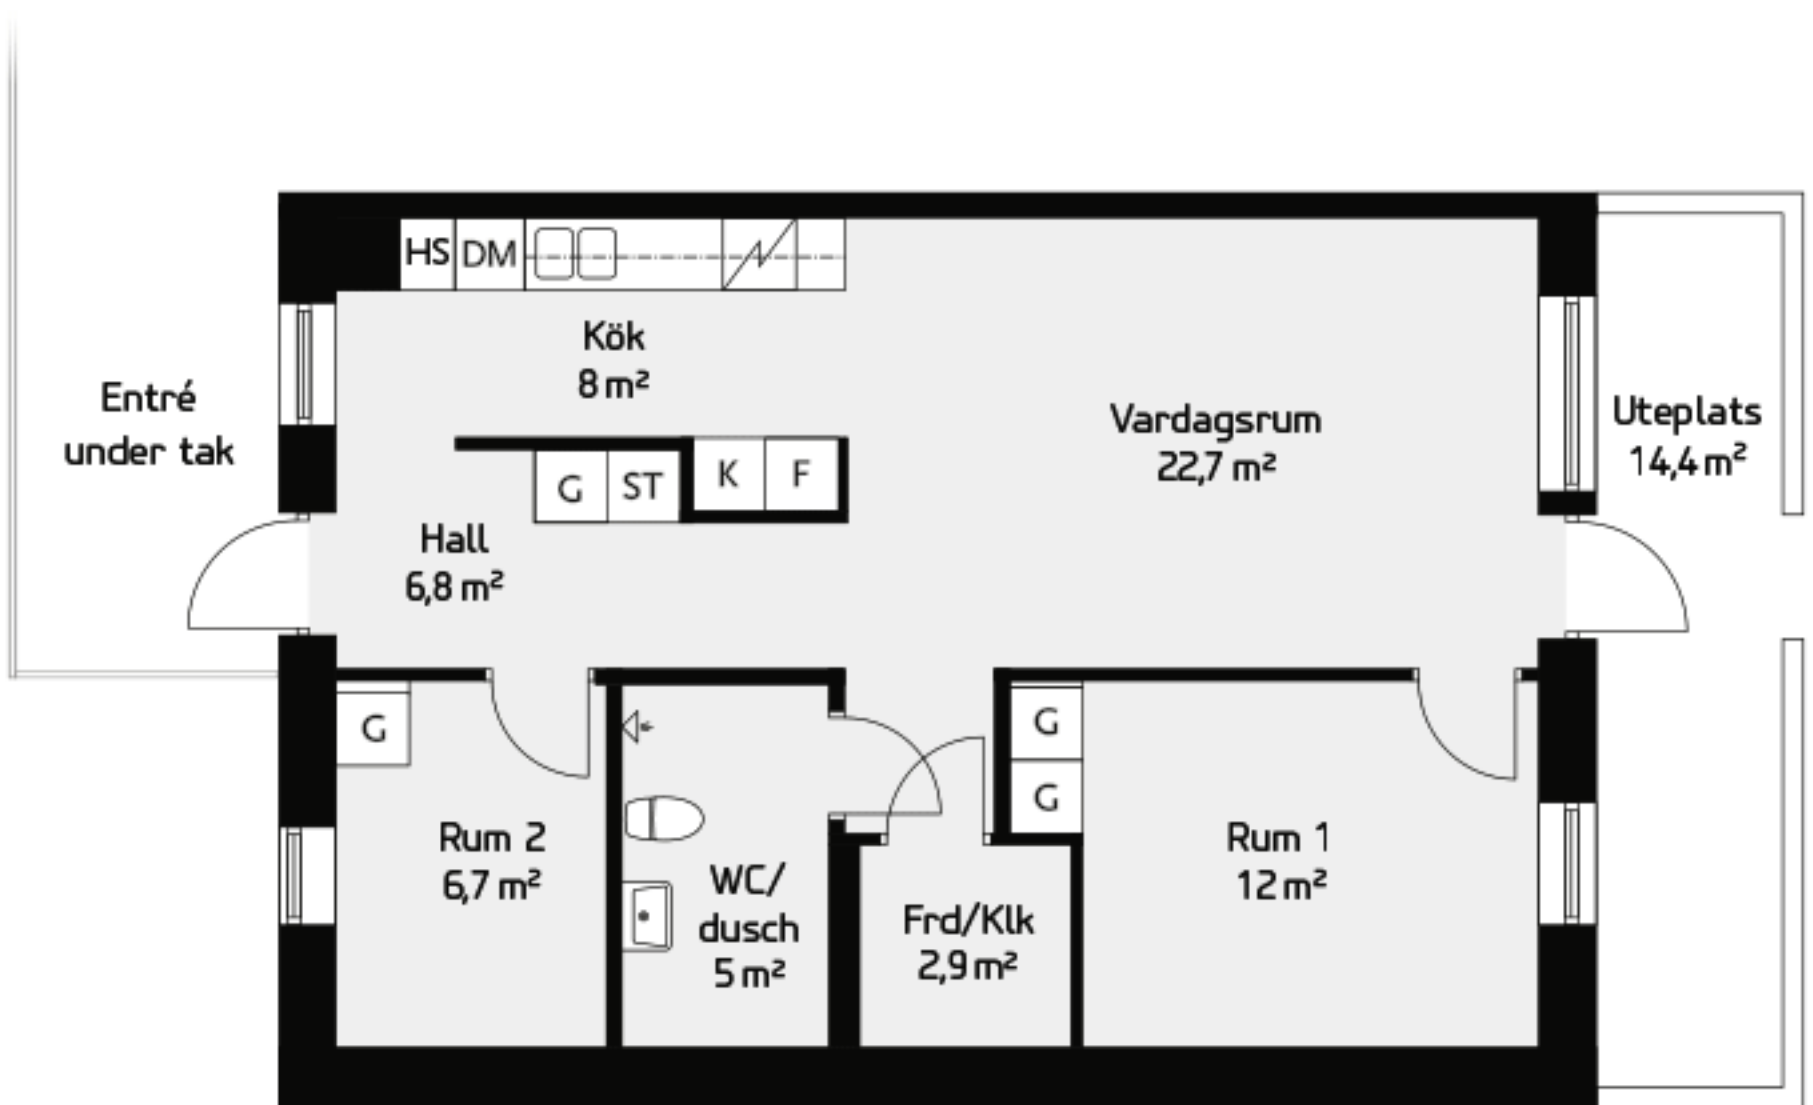 HS
DM
Kök
8 m²
Entré
under tak
Vardagsrum
22,7 m²
Uteplats
14,4 m²
G
ST
K
F
Hall
6,8 m²
G
G
G
Rum 2
6,7 m²
WC/
dusch
5 m²
Frd/Klk
2,9 m²
Rum 1
12 m²